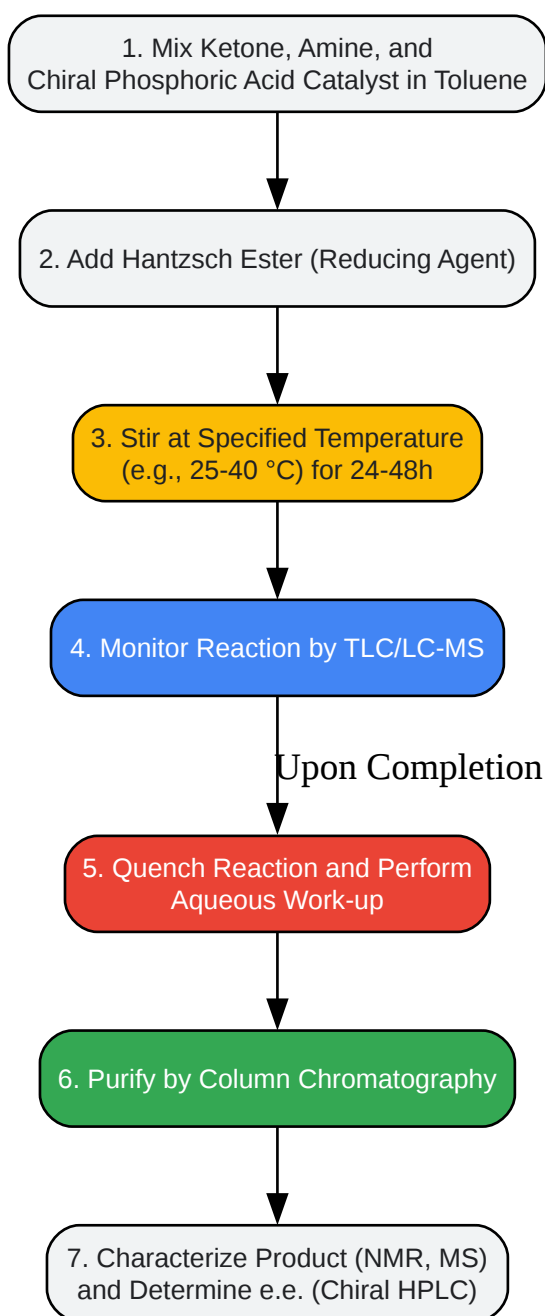 1. Mix Ketone, Amine, and
Chiral Phosphoric Acid Catalyst in Toluene
2. Add Hantzsch Ester (Reducing Agent)
3. Stir at Specified Temperature
(e.g., 25-40 °C) for 24-48h
4. Monitor Reaction by TLC/LC-MS
Upon Completion
5. Quench Reaction and Perform
Aqueous Work-up
6. Purify by Column Chromatography
7. Characterize Product (NMR, MS)
and Determine e.e. (Chiral HPLC)